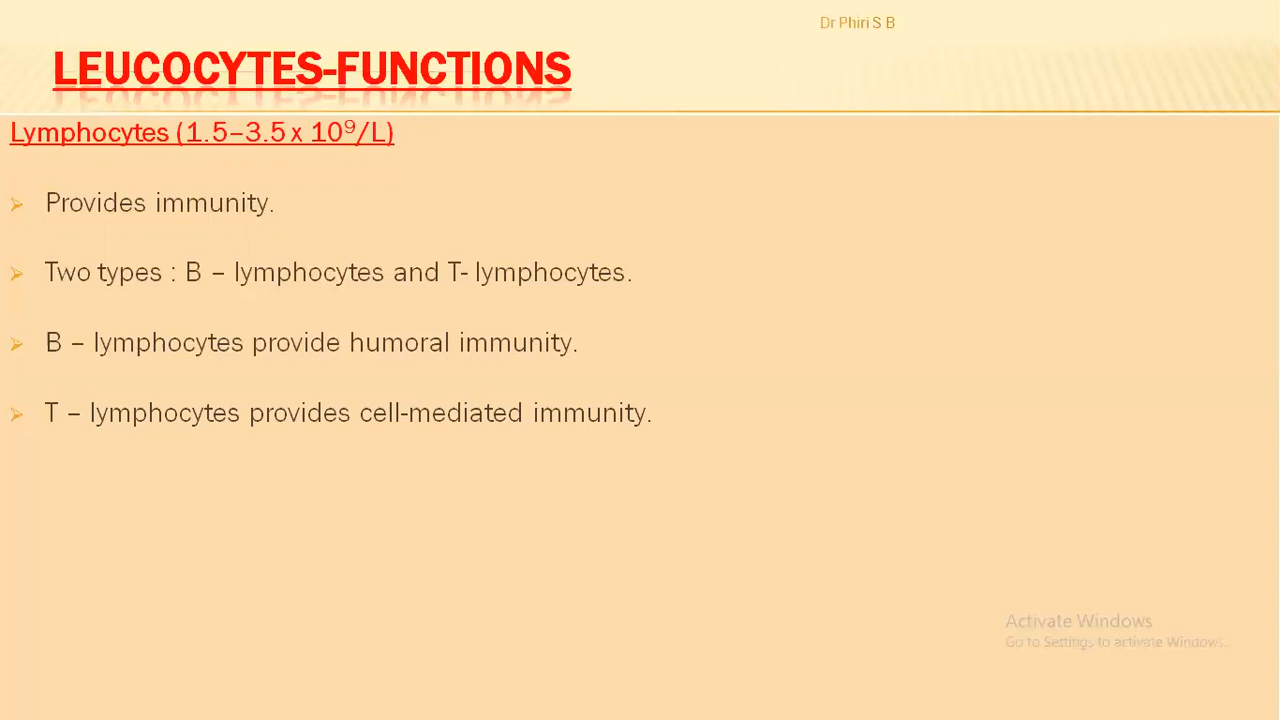 Dr Phiri S B
LEUCOCYTES-FUNCTIONS
Lymphocytes (1.5–3.5 x 10⁹/L)
➢ Provides immunity.
➢ Two types : B – lymphocytes and T- lymphocytes.
➢ B – lymphocytes provide humoral immunity.
➢ T – lymphocytes provides cell-mediated immunity.
Activate Windows
Go to Settings to activate Windows.